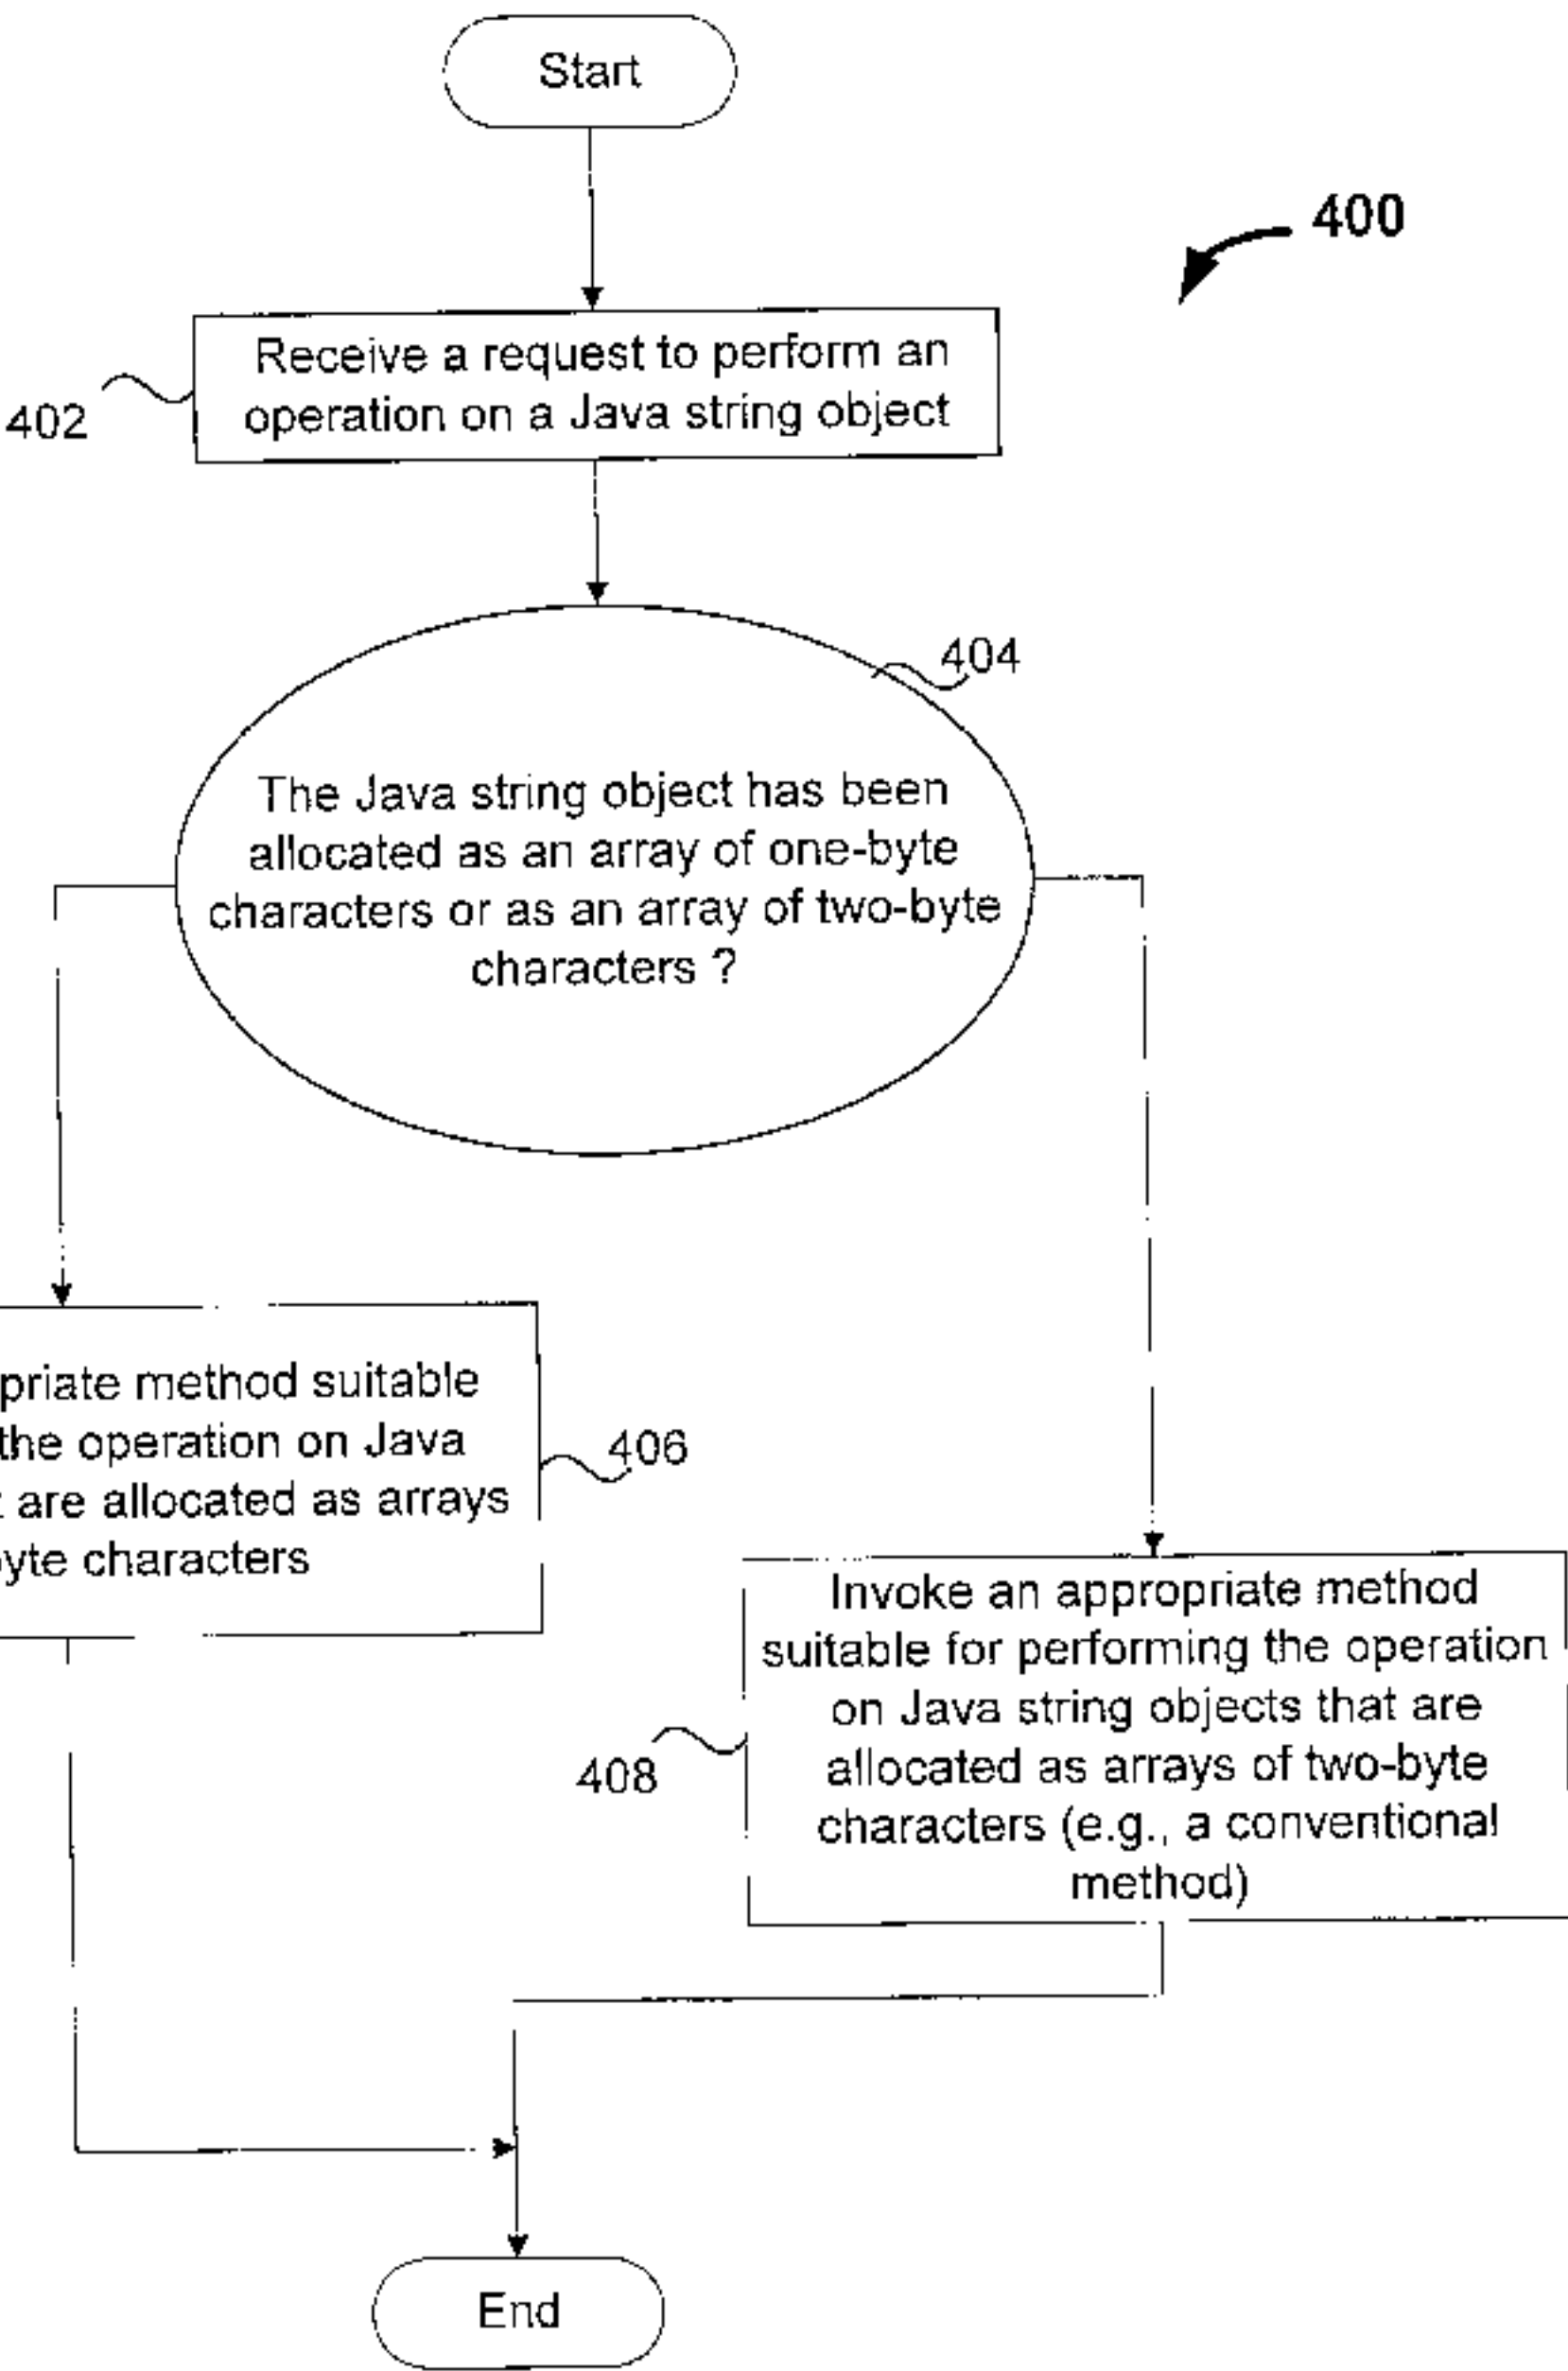 Start
400
Receive a request to perform an
operation on a Java string object
402
404
The Java string object has been
allocated as an array of one-byte
characters or as an array of two-byte
characters ?
method suitable
the operation on Java
are allocated as arrays
characters
406
Invoke an appropriate method
suitable for performing the operation
on Java string objects that are
allocated as arrays of two-byte
characters (e.g., a conventional
method)
408
End